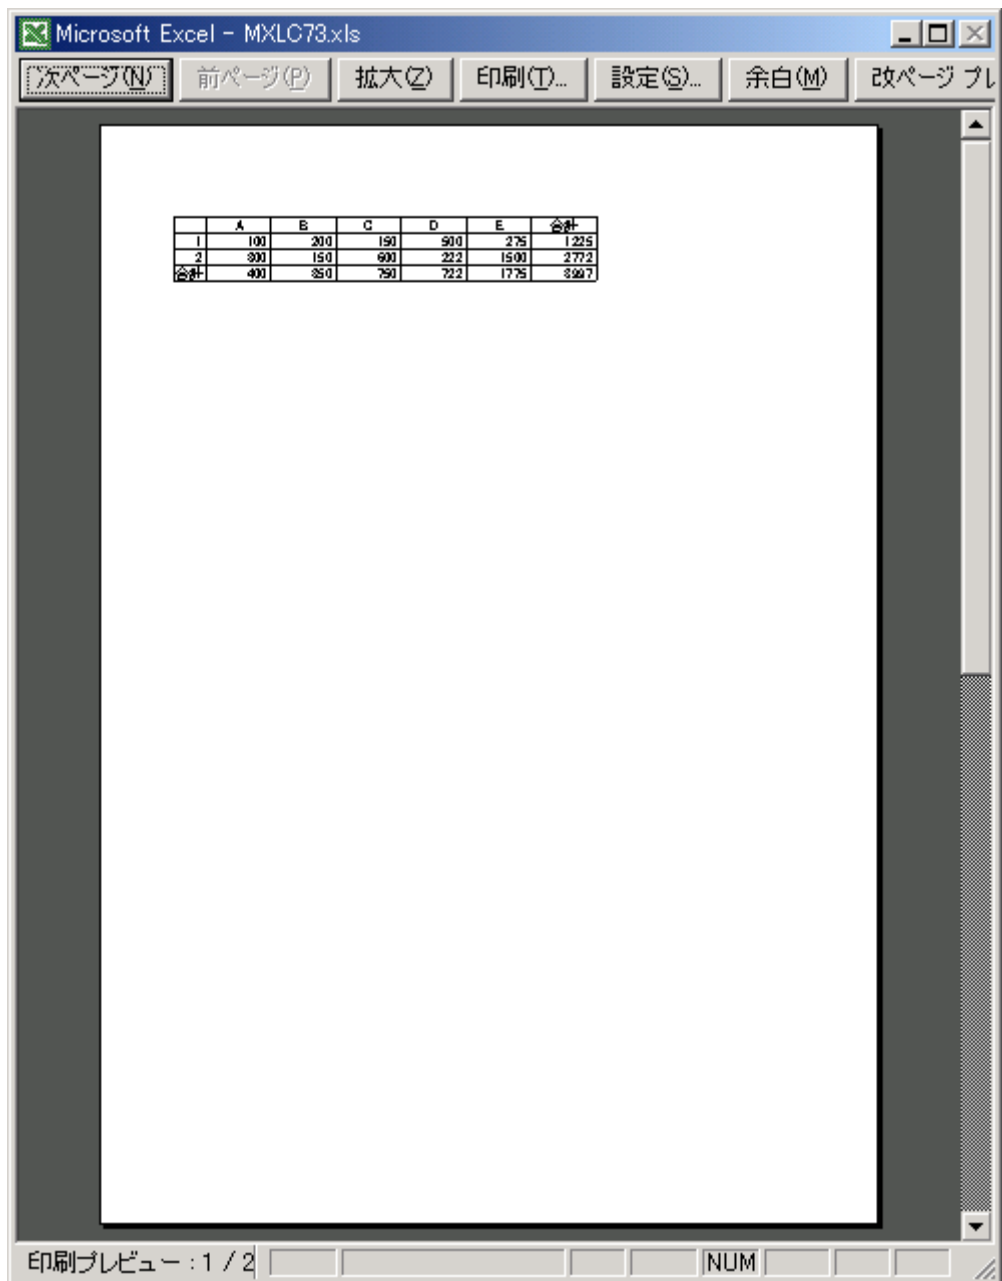 Microsoft Excel - MXLC73.xls
次ページ(N) 前ページ(P) 拡大(Z) 印刷(T)... 設定(S)... 余白(M) 改ページ プレ
A B C D E 合計
1 100 200 150 500 275 1225
2 300 150 600 222 1500 2772
合計 400 350 750 722 1775 3997
印刷プレビュー : 1 / 2 NUM